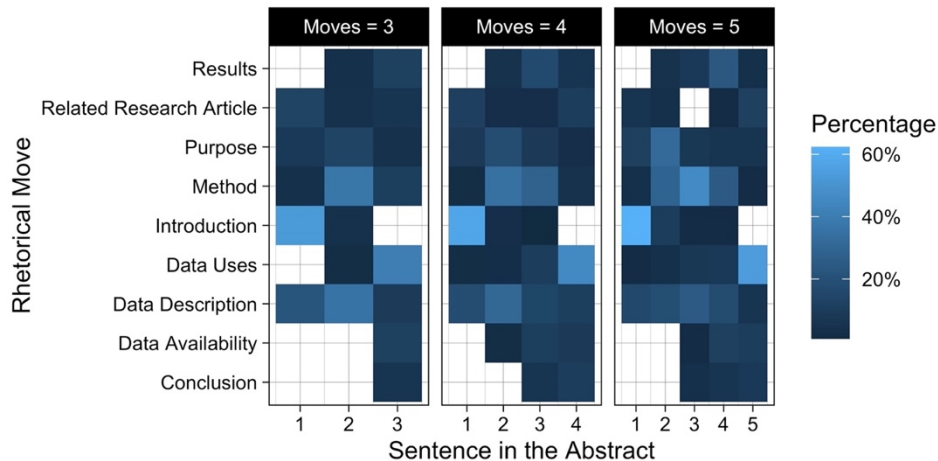 Moves = 3 Moves = 4 Moves = 5
Rhetorical Move
Results
Related Research Article
Purpose
Method
Introduction
Data Uses
Data Description
Data Availability
Conclusion
1 2 3 1 2 3 4 1 2 3 4 5
Sentence in the Abstract
Percentage
60%
40%
20%